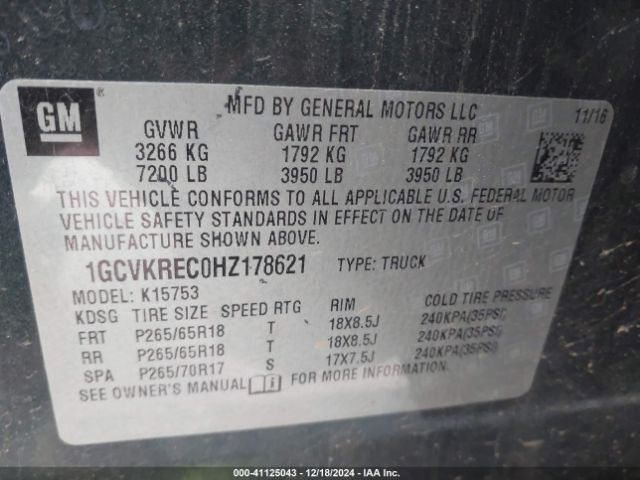 GM
MFD BY GENERAL MOTORS LLC 11/16
GVWR GAWR FRT GAWR RR
3266 KG 1792 KG 1792 KG
7200 LB 3950 LB 3950 LB
THIS VEHICLE CONFORMS TO ALL APPLICABLE U.S. FEDERAL MOTOR
VEHICLE SAFETY STANDARDS IN EFFECT ON THE DATE OF
MANUFACTURE SHOWN ABOVE.
1GCVKREC0HZ178621 TYPE: TRUCK
MODEL: K15753
KDSG TIRE SIZE SPEED RTG RIM COLD TIRE PRESSURE
FRT P265/65R18 T 18X8.5J 240KPA(35PSI)
RR P265/65R18 T 18X8.5J 240KPA(35PSI)
SPA P265/70R17 S 17X7.5J 240KPA(35PSI)
SEE OWNER'S MANUAL FOR MORE INFORMATION.
000-41125043 - 12/18/2024 - IAA Inc.